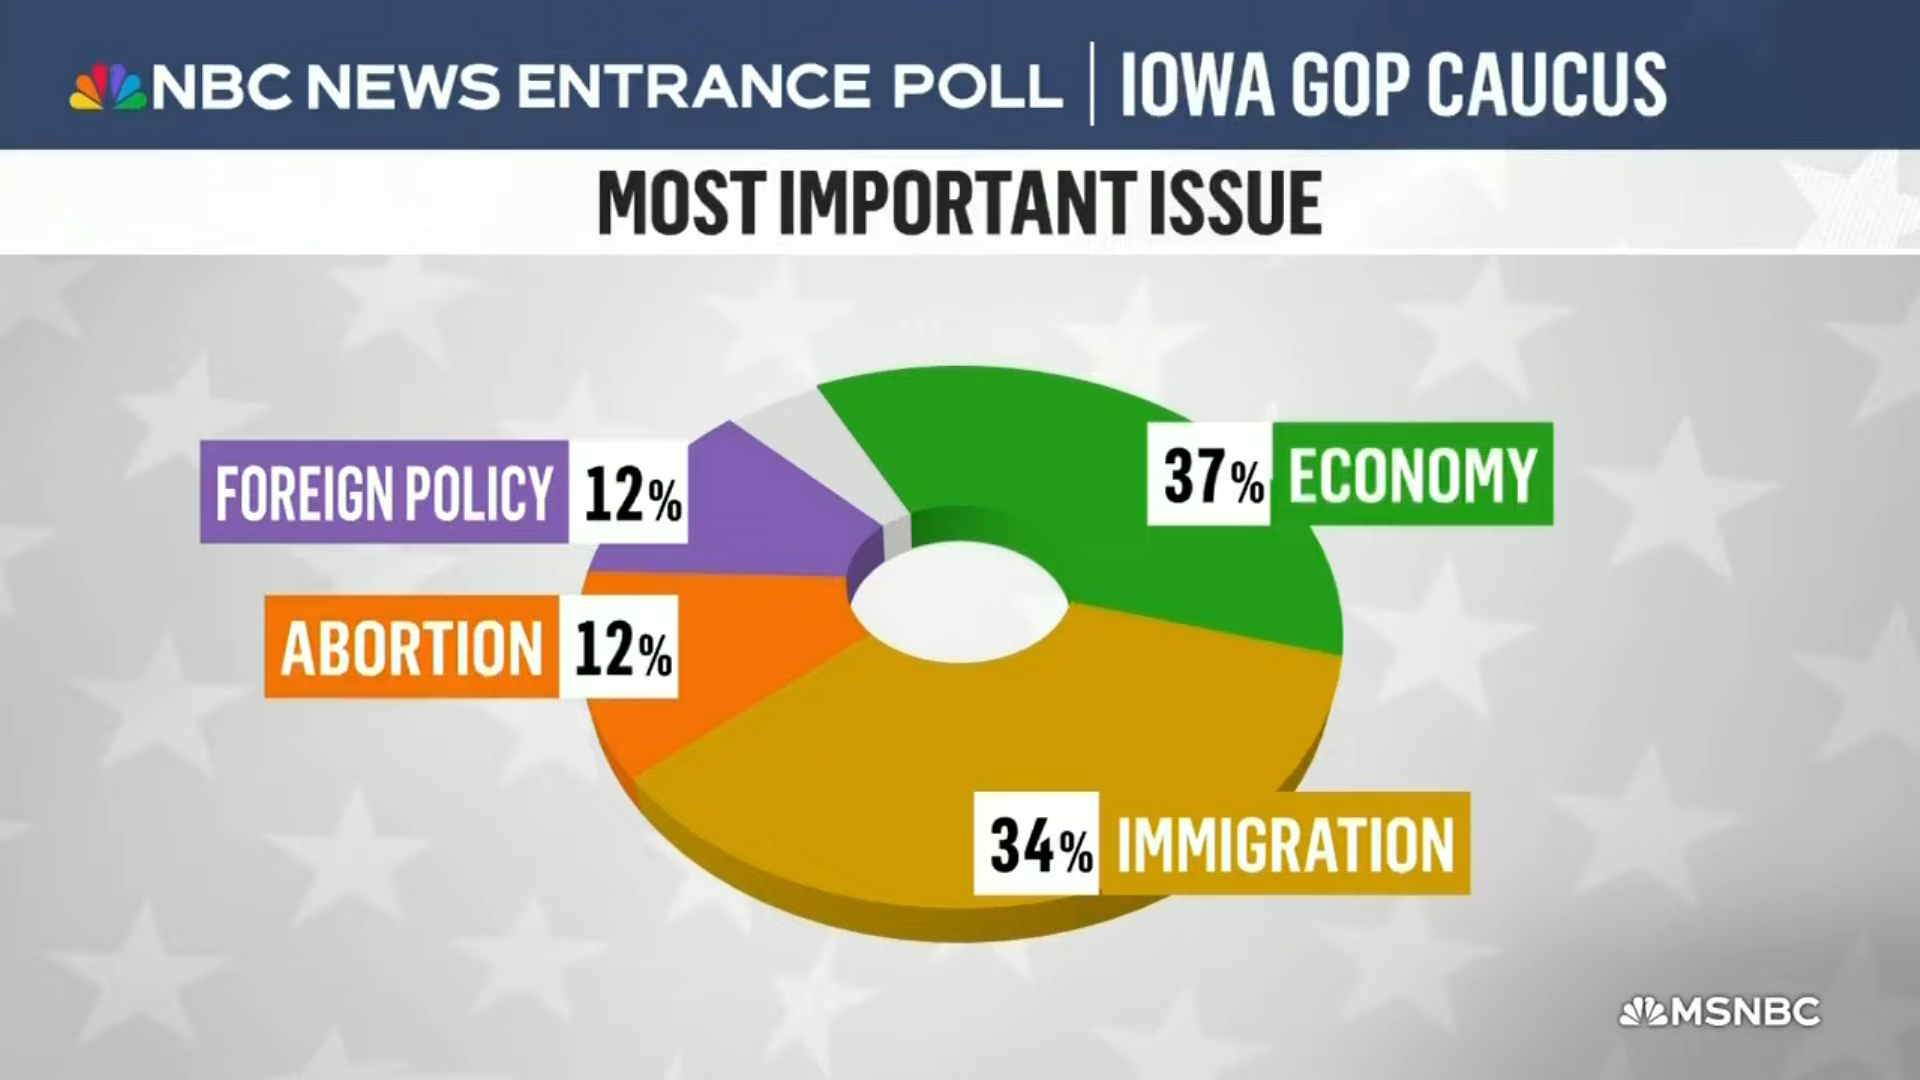 NBC NEWS ENTRANCE POLL | IOWA GOP CAUCUS
MOST IMPORTANT ISSUE
37% ECONOMY
FOREIGN POLICY 12%
ABORTION 12%
34% IMMIGRATION
MSNBC